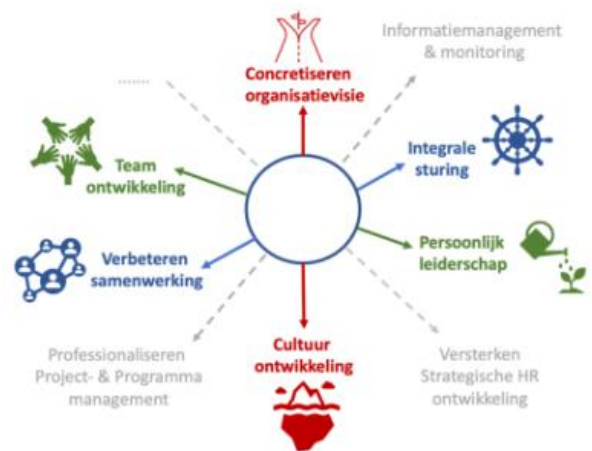 Informatiemanagement
& monitoring
Concretiseren
organisatievisie
.......
Integrale
sturing
Team
ontwikkeling
Persoonlijk
leiderschap
Verbeteren
samenwerking
Cultuur
ontwikkeling
Professionaliseren
Project- & Programma
management
Versterken
Strategische HR
ontwikkeling